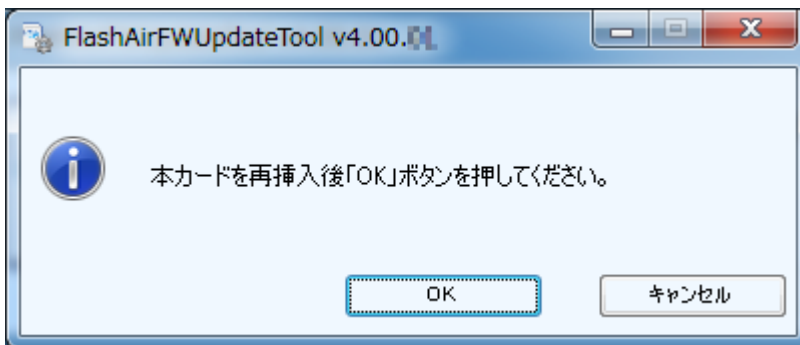 FlashAirFWUpdateTool v4.00.
本カードを再挿入後「OK」ボタンを押してください。
OK
キャンセル